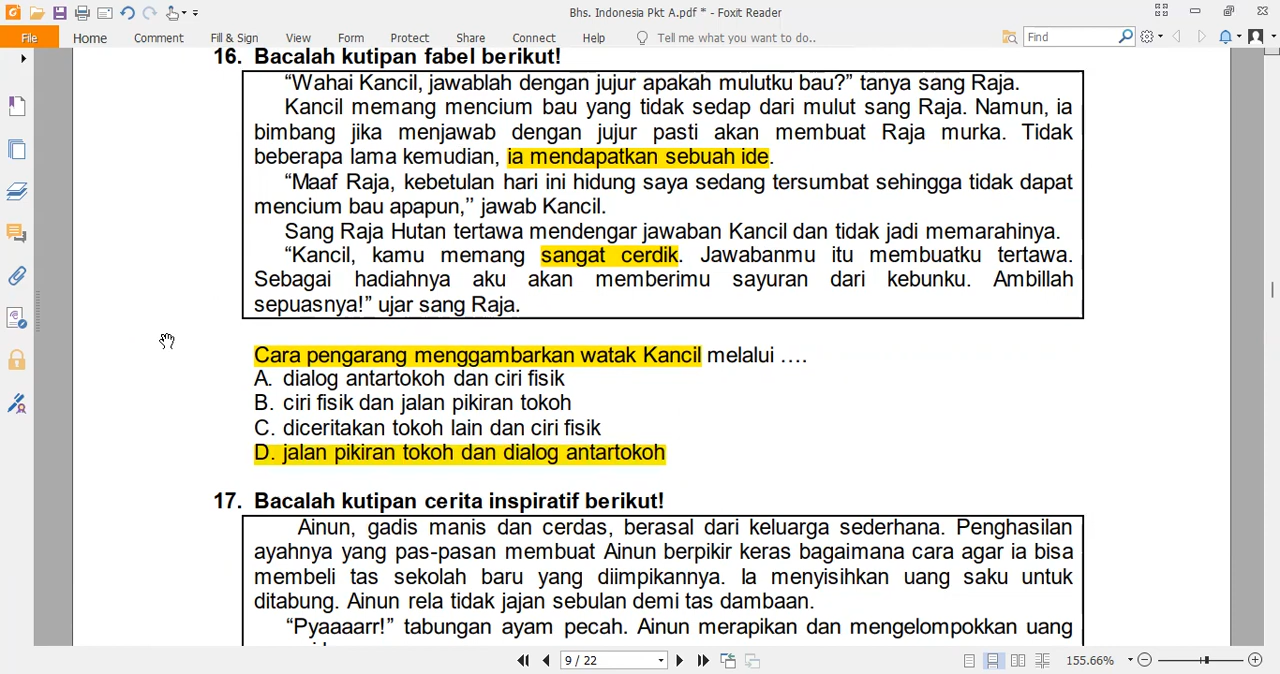 Bhs. Indonesia Pkt A.pdf * - Foxit Reader
File Home Comment Fill & Sign View Form Protect Share Connect Help Tell me what you want to do.. Find
16. Bacalah kutipan fabel berikut!
“Wahai Kancil, jawablah dengan jujur apakah mulutku bau?” tanya sang Raja.
Kancil memang mencium bau yang tidak sedap dari mulut sang Raja. Namun, ia
bimbang jika menjawab dengan jujur pasti akan membuat Raja murka. Tidak
beberapa lama kemudian, ia mendapatkan sebuah ide.
“Maaf Raja, kebetulan hari ini hidung saya sedang tersumbat sehingga tidak dapat
mencium bau apapun,’’ jawab Kancil.
Sang Raja Hutan tertawa mendengar jawaban Kancil dan tidak jadi memarahinya.
“Kancil, kamu memang sangat cerdik. Jawabanmu itu membuatku tertawa.
Sebagai hadiahnya aku akan memberimu sayuran dari kebunku. Ambillah
sepuasnya!” ujar sang Raja.
Cara pengarang menggambarkan watak Kancil melalui ….
A. dialog antartokoh dan ciri fisik
B. ciri fisik dan jalan pikiran tokoh
C. diceritakan tokoh lain dan ciri fisik
D. jalan pikiran tokoh dan dialog antartokoh
17. Bacalah kutipan cerita inspiratif berikut!
Ainun, gadis manis dan cerdas, berasal dari keluarga sederhana. Penghasilan
ayahnya yang pas-pasan membuat Ainun berpikir keras bagaimana cara agar ia bisa
membeli tas sekolah baru yang diimpikannya. Ia menyisihkan uang saku untuk
ditabung. Ainun rela tidak jajan sebulan demi tas dambaan.
“Pyaaaarr!” tabungan ayam pecah. Ainun merapikan dan mengelompokkan uang
9 / 22
155.66%